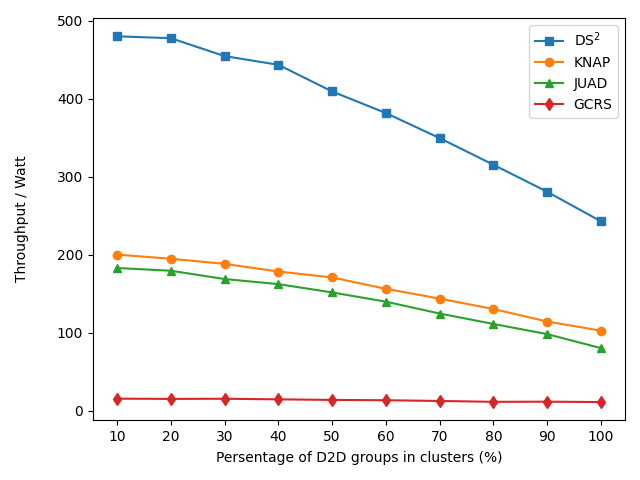 500
400
300
200
100
0
Throughput / Watt
DS²
KNAP
JUAD
GCRS
10 20 30 40 50 60 70 80 90 100
Persentage of D2D groups in clusters (%)